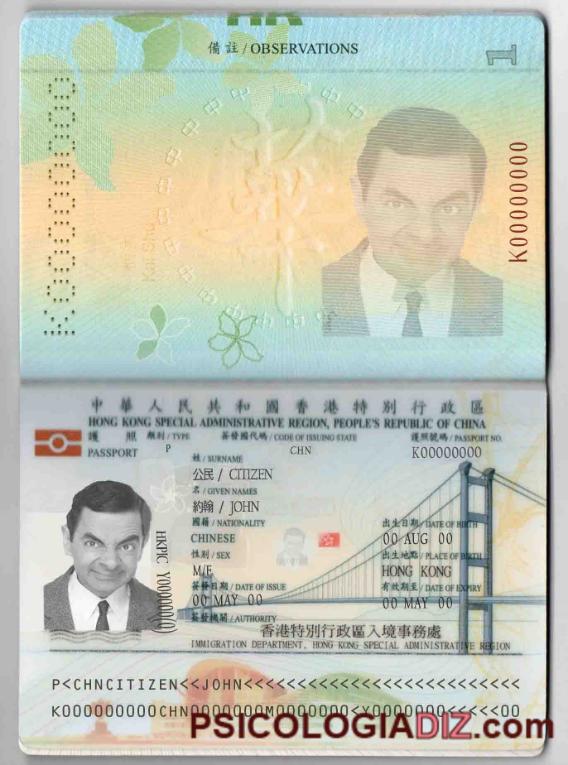 HK
備註 / OBSERVATIONS
1
K00000000
K00000000
Kai Shu
中華人民共和國香港特別行政區
HONG KONG SPECIAL ADMINISTRATIVE REGION, PEOPLE'S REPUBLIC OF CHINA
護照 類別 / TYPE 簽發國代碼 / CODE OF ISSUING STATE 護照號碼 / PASSPORT NO.
PASSPORT P CHN K00000000
姓 / SURNAME
公民 / CITIZEN
名 / GIVEN NAMES
約翰 / JOHN
國籍 / NATIONALITY 出生日期 / DATE OF BIRTH
CHINESE 00 AUG 00
性別 / SEX 出生地點 / PLACE OF BIRTH
M/F HONG KONG
簽發日期 / DATE OF ISSUE 有效期至 / DATE OF EXPIRY
00 MAY 00 00 MAY 00
簽發機關 / AUTHORITY
香港特別行政區入境事務處
IMMIGRATION DEPARTMENT, HONG KONG SPECIAL ADMINISTRATIVE REGION
P<CHNCITIZEN<<JOHN<<<<<<<<<<<<<<<<<<<<<<<<<<
PSICOLOGIADIZ.com